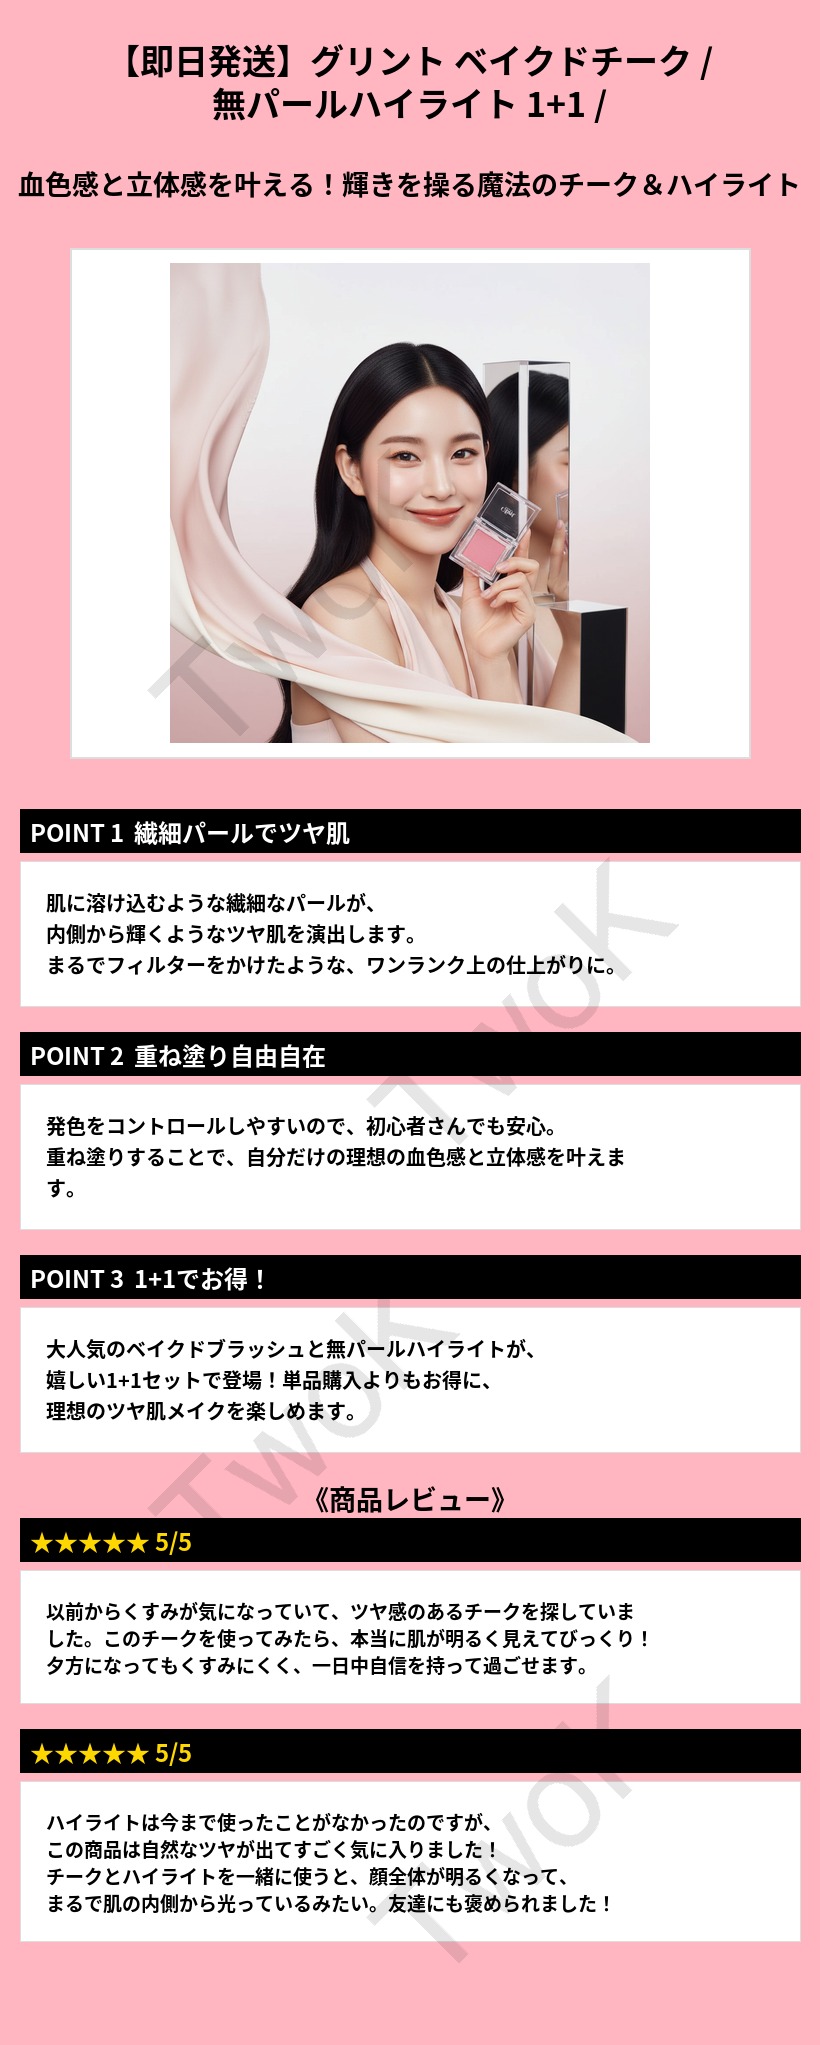 【即日発送】グリント ベイクドチーク /
無パールハイライト 1+1 /
血色感と立体感を叶える！輝きを操る魔法のチーク＆ハイライト
TwoK
POINT 1 繊細パールでツヤ肌
肌に溶け込むような繊細なパールが、
内側から輝くようなツヤ肌を演出します。
まるでフィルターをかけたような、ワンランク上の仕上がりに。
TwoK
POINT 2 重ね塗り自由自在
発色をコントロールしやすいので、初心者さんでも安心。
重ね塗りすることで、自分だけの理想の血色感と立体感を叶えま
す。
POINT 3 1+1でお得！
大人気のベイクドブラッシュと無パールハイライトが、
嬉しい1+1セットで登場！単品購入よりもお得に、
理想のツヤ肌メイクを楽しめます。
TwoK
《商品レビュー》
★★★★★ 5/5
以前からくすみが気になっていて、ツヤ感のあるチークを探していま
した。このチークを使ってみたら、本当に肌が明るく見えてびっくり！
夕方になってもくすみにくく、一日中自信を持って過ごせます。
★★★★★ 5/5
ハイライトは今まで使ったことがなかったのですが、
この商品は自然なツヤが出てすごく気に入りました！
チークとハイライトを一緒に使うと、顔全体が明るくなって、
まるで肌の内側から光っているみたい。友達にも褒められました！
TwoK